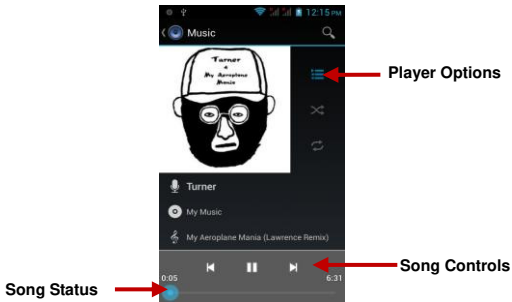 12:15 PM
Music
Turner
&
My Aeroplane
Mania
Player Options
Turner
My Music
My Aeroplane Mania (Lawrence Remix)
Song Controls
0:05
6:31
Song Status